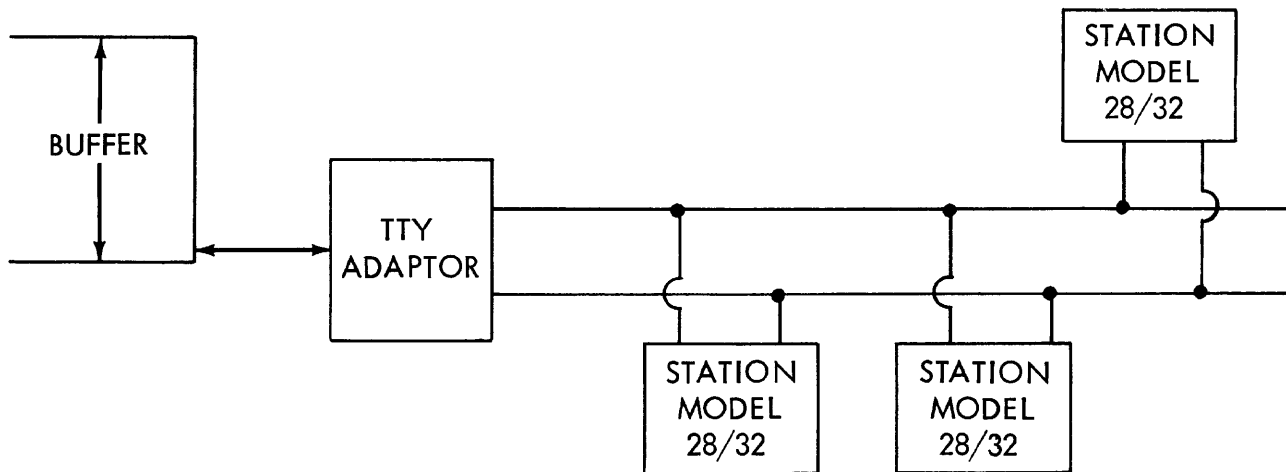 BUFFER
TTY
ADAPTOR
STATION
MODEL
28/32
STATION
MODEL
28/32
STATION
MODEL
28/32